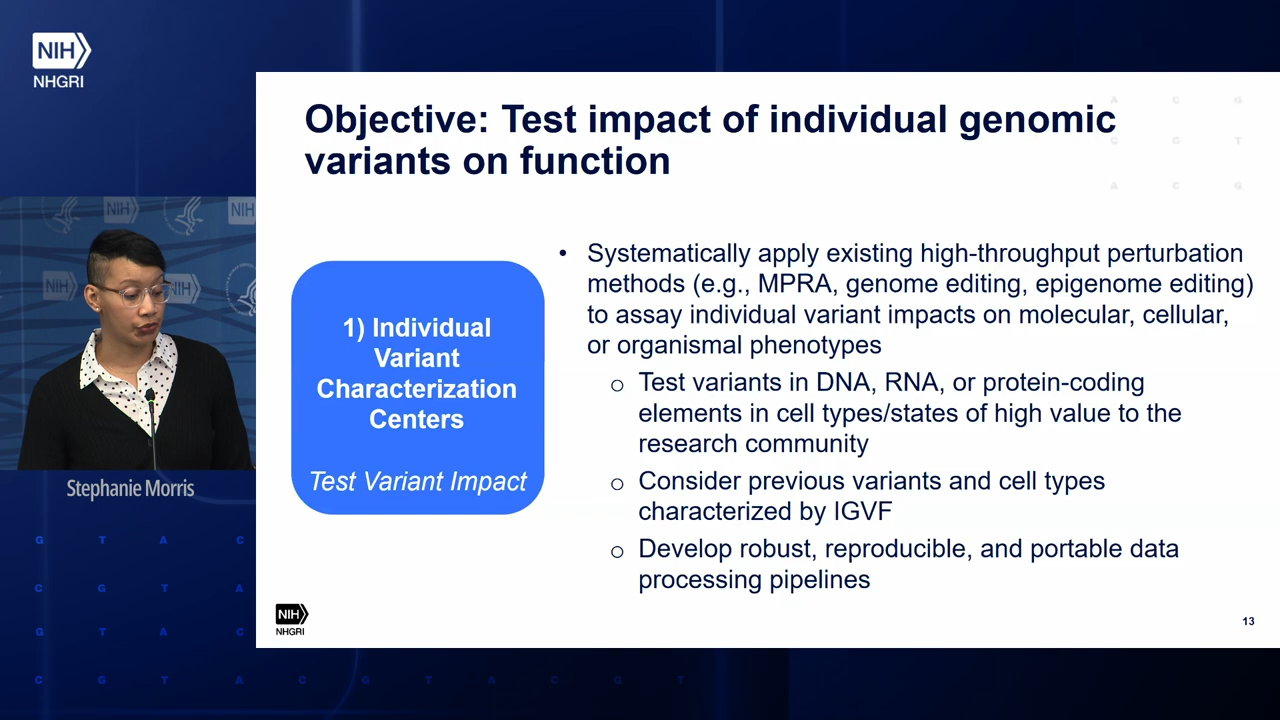 NIH
NHGRI
Objective: Test impact of individual genomic
variants on function
A C G
C G T
A C G
NIH
NIH
NIH
NIH
Stephanie Morris
1) Individual
Variant
Characterization
Centers
Test Variant Impact
• Systematically apply existing high-throughput perturbation
methods (e.g., MPRA, genome editing, epigenome editing)
to assay individual variant impacts on molecular, cellular,
or organismal phenotypes
o Test variants in DNA, RNA, or protein-coding
elements in cell types/states of high value to the
research community
o Consider previous variants and cell types
characterized by IGVF
o Develop robust, reproducible, and portable data
processing pipelines
NIH
NHGRI
13
G T A C
C G T A
G T A C
C G T A C G T A C G T